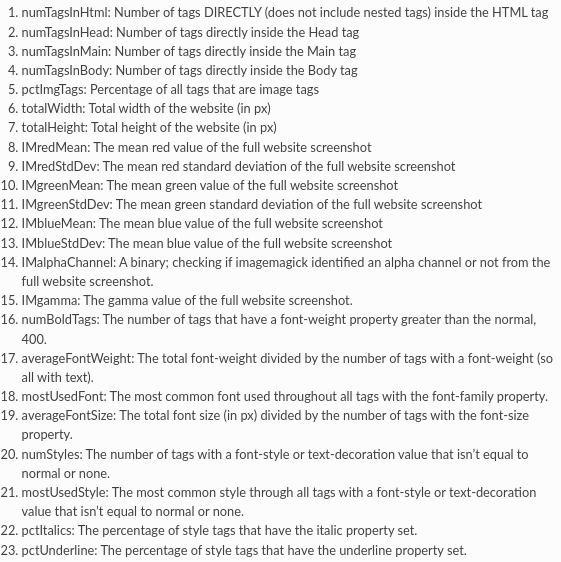 1. numTagsInHtml: Number of tags DIRECTLY (does not include nested tags) inside the HTML tag
2. numTagsInHead: Number of tags directly inside the Head tag
3. numTagsInMain: Number of tags directly inside the Main tag
4. numTagsInBody: Number of tags directly inside the Body tag
5. pctImgTags: Percentage of all tags that are image tags
6. totalWidth: Total width of the website (in px)
7. totalHeight: Total height of the website (in px)
8. IMredMean: The mean red value of the full website screenshot
9. IMredStdDev: The mean red standard deviation of the full website screenshot
10. IMgreenMean: The mean green value of the full website screenshot
11. IMgreenStdDev: The mean green standard deviation of the full website screenshot
12. IMblueMean: The mean blue value of the full website screenshot
13. IMblueStdDev: The mean blue value of the full website screenshot
14. IMalphaChannel: A binary; checking if imagemagick identified an alpha channel or not from the
full website screenshot.
15. IMgamma: The gamma value of the full website screenshot.
16. numBoldTags: The number of tags that have a font-weight property greater than the normal,
400.
17. averageFontWeight: The total font-weight divided by the number of tags with a font-weight (so
all with text).
18. mostUsedFont: The most common font used throughout all tags with the font-family property.
19. averageFontSize: The total font size (in px) divided by the number of tags with the font-size
property.
20. numStyles: The number of tags with a font-style or text-decoration value that isn't equal to
normal or none.
21. mostUsedStyle: The most common style through all tags with a font-style or text-decoration
value that isn't equal to normal or none.
22. pctItalics: The percentage of style tags that have the italic property set.
23. pctUnderline: The percentage of style tags that have the underline property set.